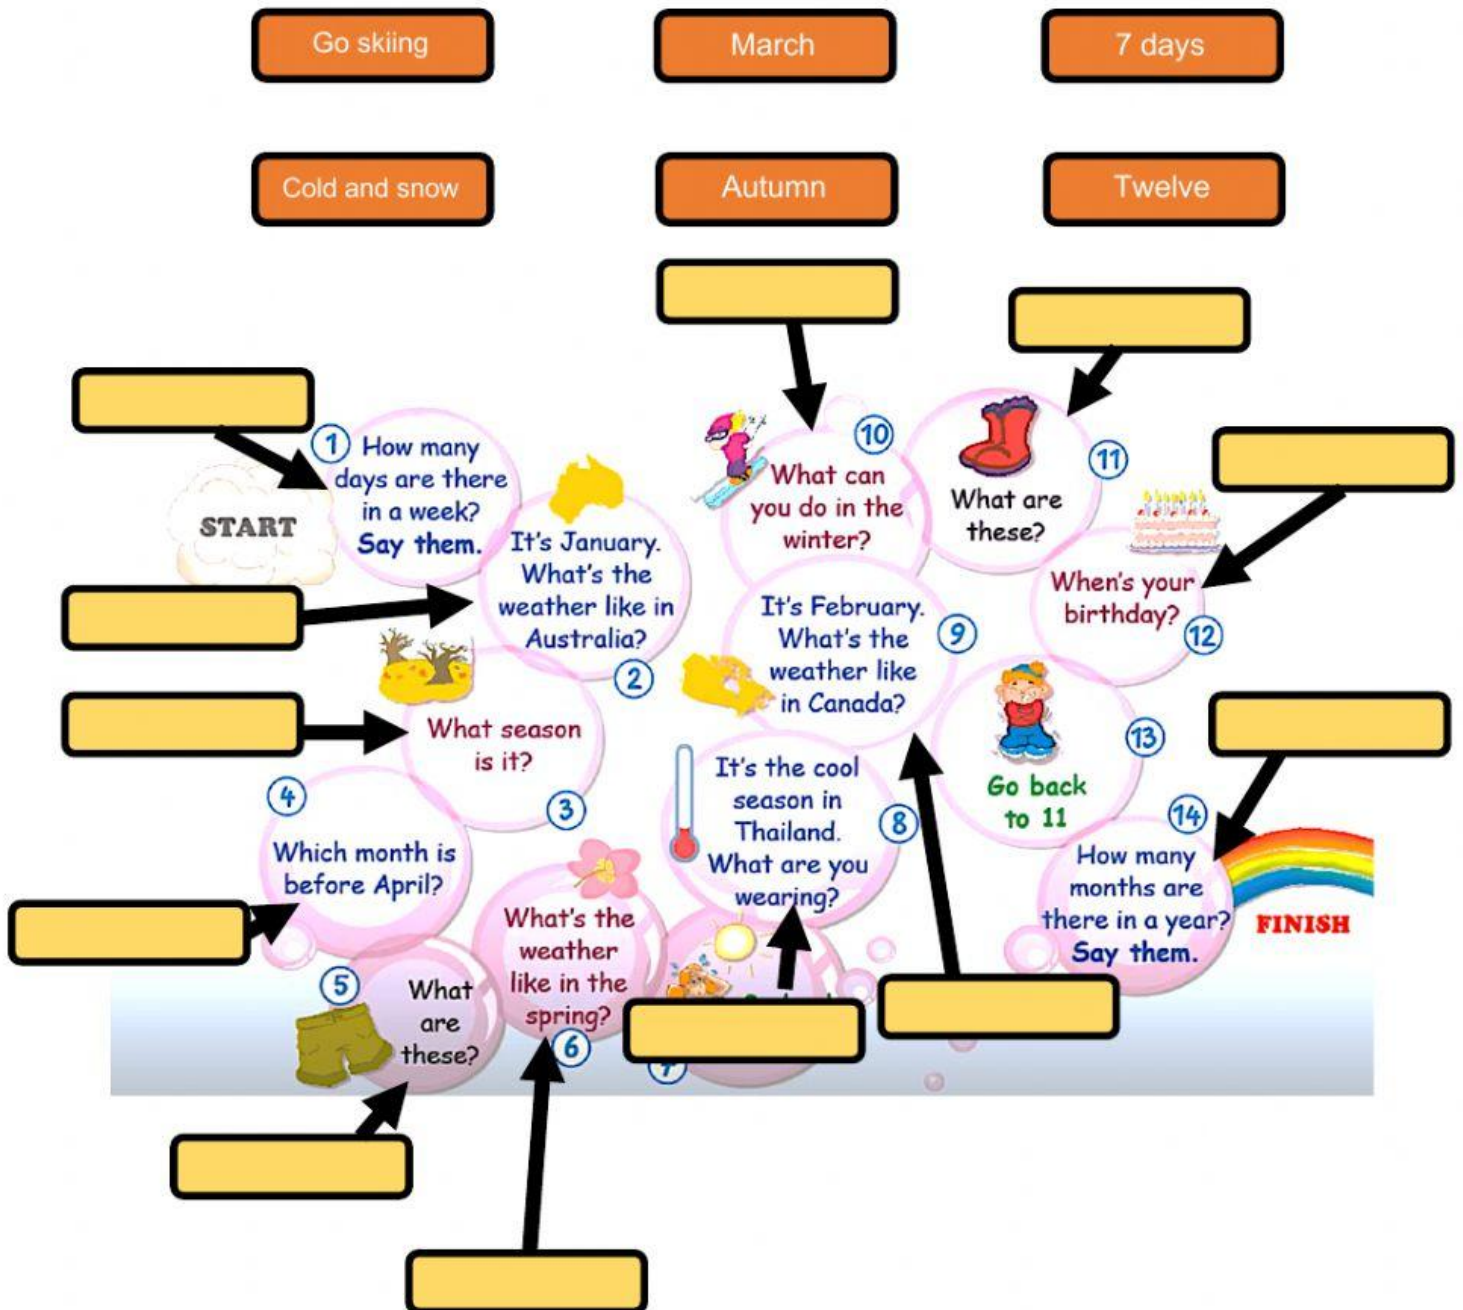 Go skiing
March
7 days
Cold and snow
Autumn
Twelve
START
1
How many
days are there
in a week?
Say them.
It's January.
What's the
weather like in
Australia?
2
What season
is it?
3
4
Which month is
before April?
5
What
are
these?
What's the
weather
like in the
spring?
6
It's the cool
season in
Thailand.
What are you
wearing?
8
It's February.
What's the
weather like
in Canada?
9
10
What can
you do in the
winter?
11
What are
these?
When's your
birthday?
12
13
Go back
to 11
14
How many
months are
there in a year?
Say them.
FINISH